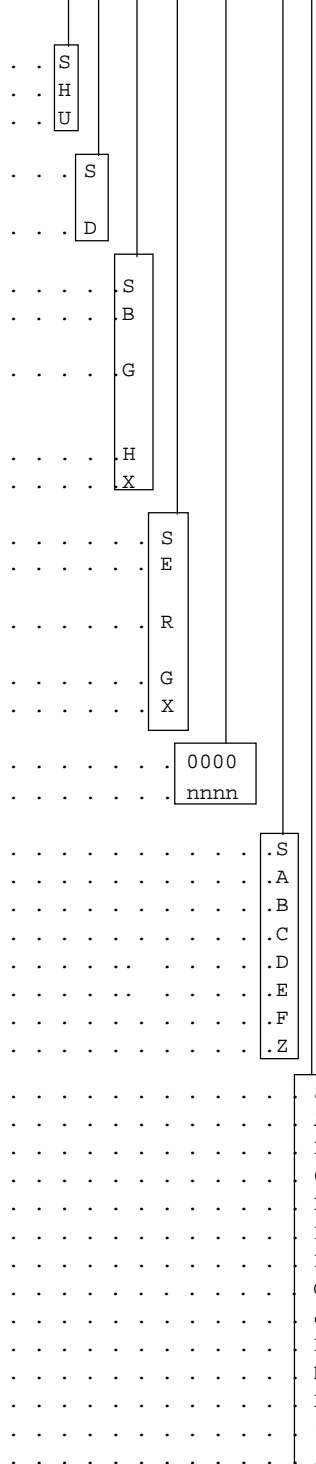 . . S
. . H
. . U
. . . S
. . . D
. . . . . S
. . . . . B
. . . . . G
. . . . . H
. . . . . X
. . . . . . S
. . . . . . E
. . . . . . R
. . . . . . G
. . . . . . X
. . . . . . . 0000
. . . . . . . nnnn
. . . . . . . . . . . S
. . . . . . . . . . . A
. . . . . . . . . . . B
. . . . . . . . . . . C
. . . . .. . . . . . D
. . . . .. . . . . . E
. . . . . . . . . . . F
. . . . . . . . . . . Z